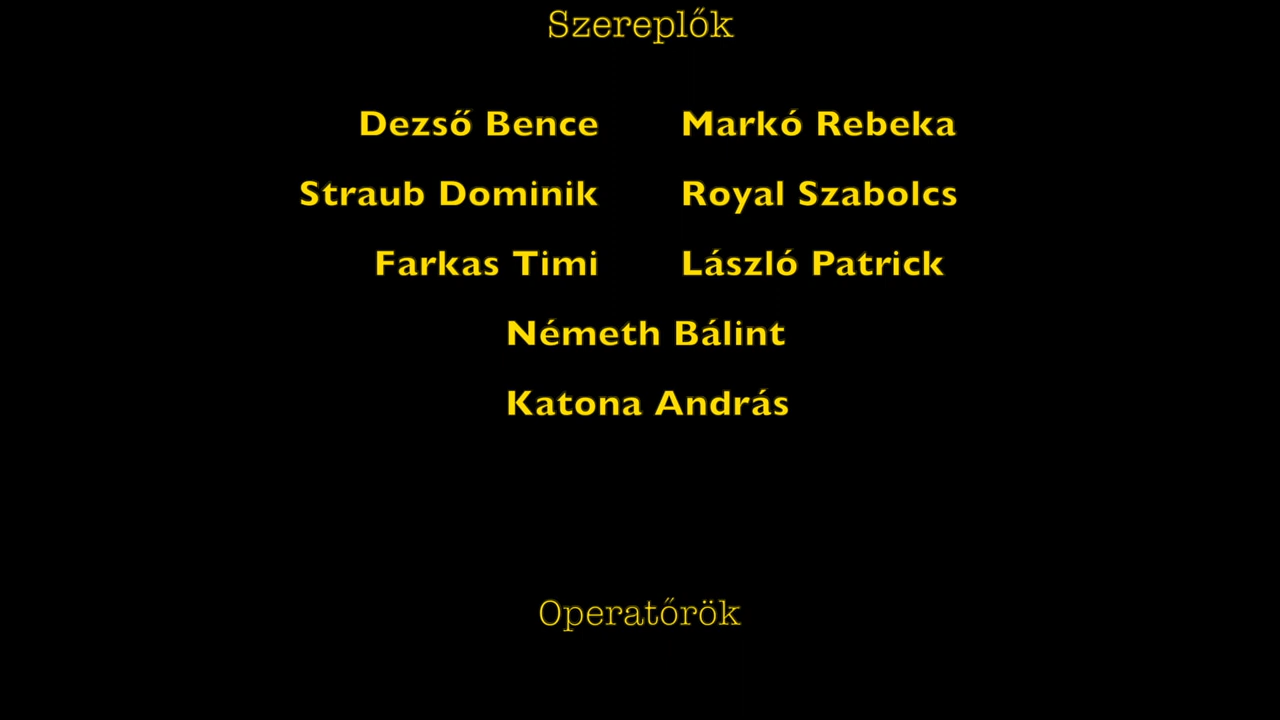 Szereplők
Dezső Bence Markó Rebeka
Straub Dominik Royal Szabolcs
Farkas Timi László Patrick
Németh Bálint
Katona András
Operatőrök